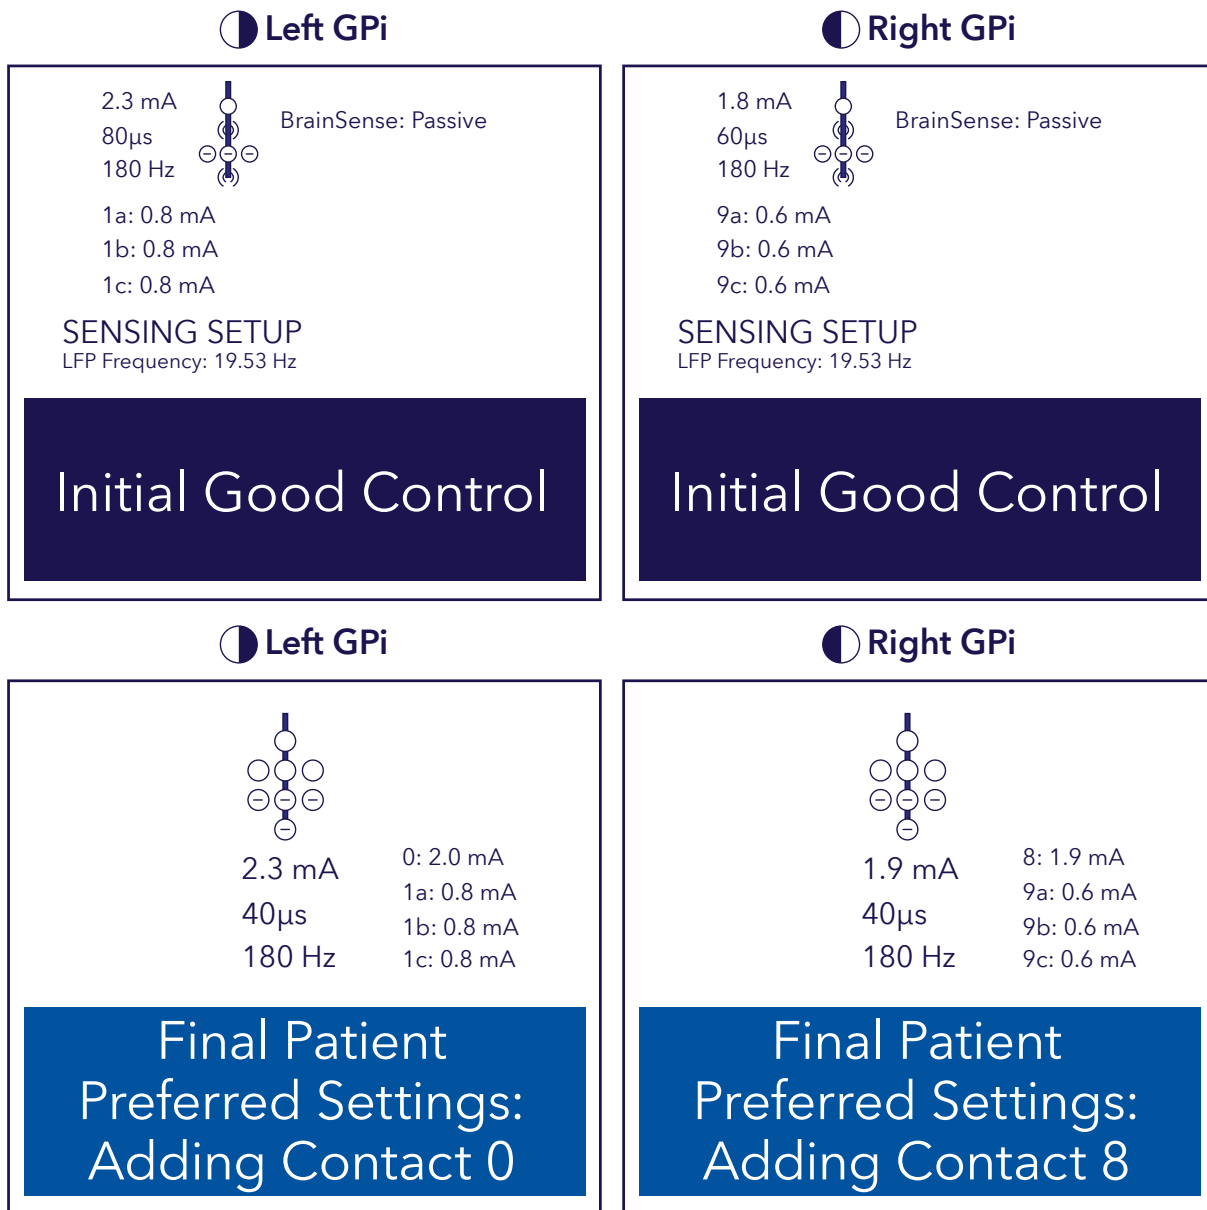 Left GPi
Right GPi
2.3 mA
80µs
180 Hz
BrainSense: Passive
1a: 0.8 mA
1b: 0.8 mA
1c: 0.8 mA
SENSING SETUP
LFP Frequency: 19.53 Hz
Initial Good Control
1.8 mA
60µs
180 Hz
BrainSense: Passive
9a: 0.6 mA
9b: 0.6 mA
9c: 0.6 mA
SENSING SETUP
LFP Frequency: 19.53 Hz
Initial Good Control
Left GPi
Right GPi
2.3 mA
40µs
180 Hz
0: 2.0 mA
1a: 0.8 mA
1b: 0.8 mA
1c: 0.8 mA
Final Patient
Preferred Settings:
Adding Contact 0
1.9 mA
40µs
180 Hz
8: 1.9 mA
9a: 0.6 mA
9b: 0.6 mA
9c: 0.6 mA
Final Patient
Preferred Settings:
Adding Contact 8